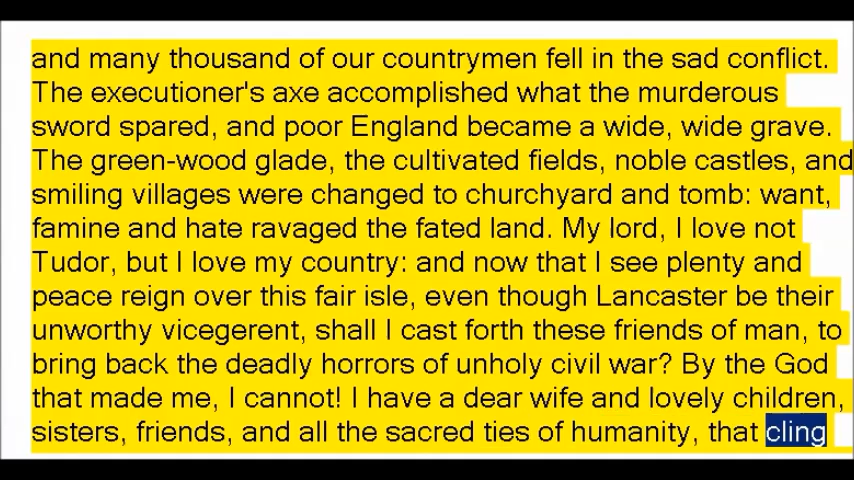 and many thousand of our countrymen fell in the sad conflict.
The executioner's axe accomplished what the murderous
sword spared, and poor England became a wide, wide grave.
The green-wood glade, the cultivated fields, noble castles, and
smiling villages were changed to churchyard and tomb: want,
famine and hate ravaged the fated land. My lord, I love not
Tudor, but I love my country: and now that I see plenty and
peace reign over this fair isle, even though Lancaster be their
unworthy vicegerent, shall I cast forth these friends of man, to
bring back the deadly horrors of unholy civil war? By the God
that made me, I cannot! I have a dear wife and lovely children,
sisters, friends, and all the sacred ties of humanity, that cling